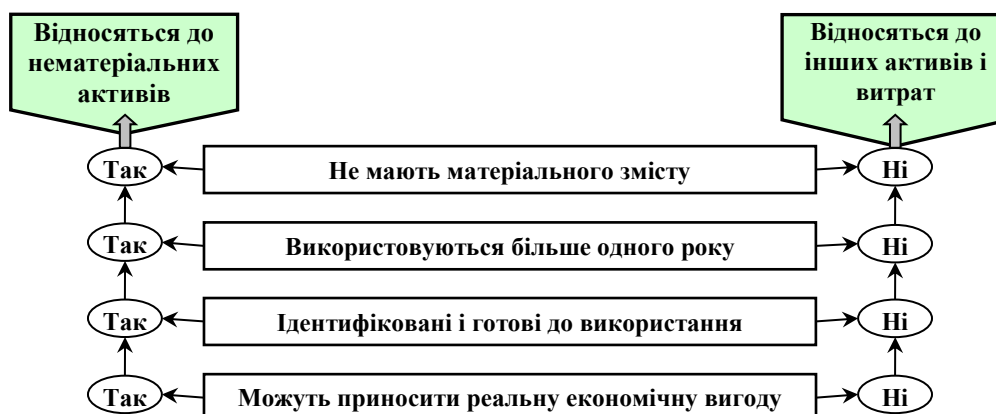 Відносяться до
нематеріальних
активів
Відносяться до
інших активів і
витрат
Так
Не мають матеріального змісту
Ні
Так
Використовуються більше одного року
Ні
Так
Ідентифіковані і готові до використання
Ні
Так
Можуть приносити реальну економічну вигоду
Ні